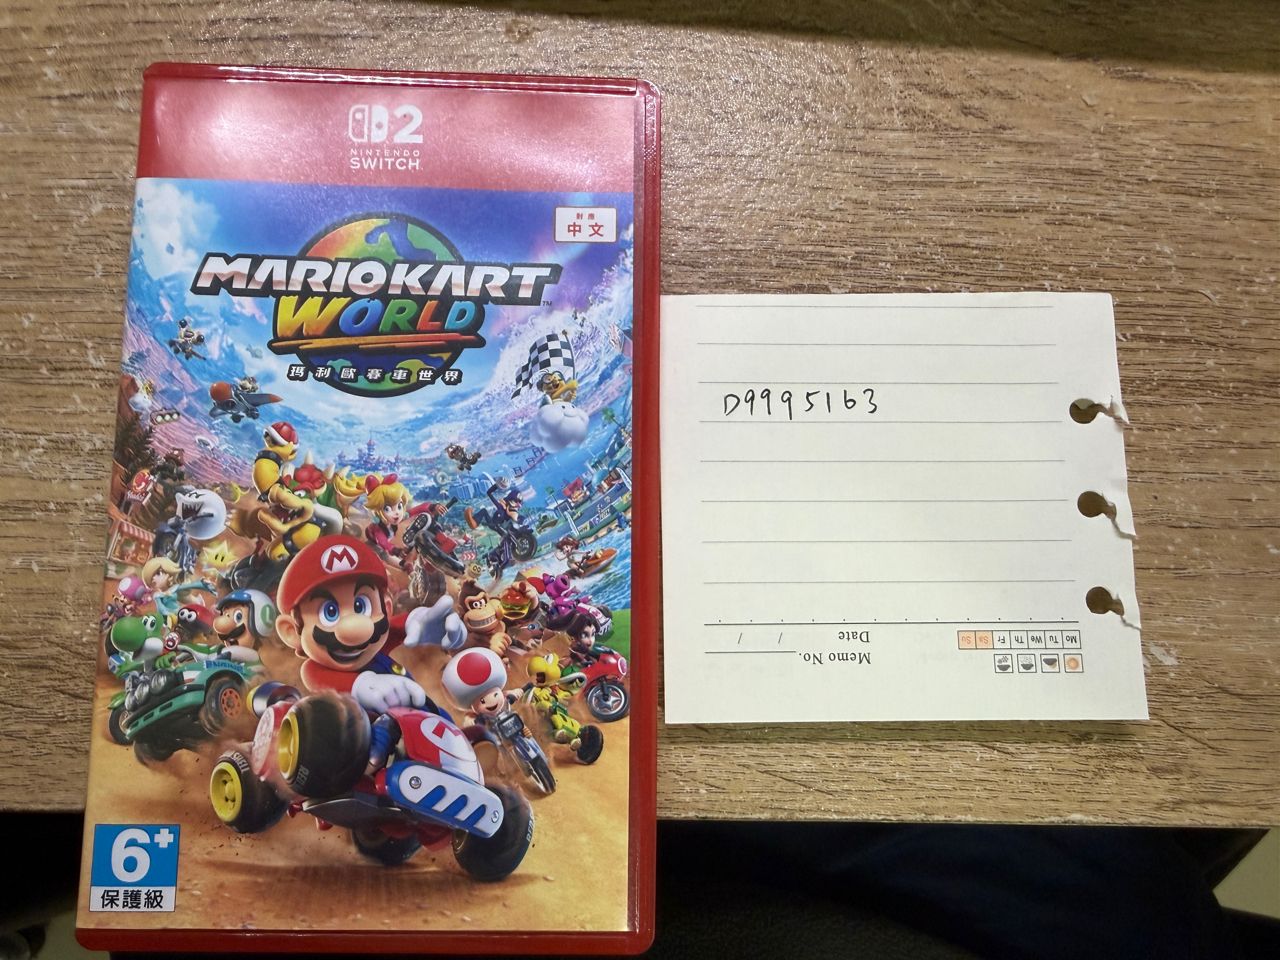 2
NINTENDO
SWITCH
對應
中文
MARIOKART
WORLD™
瑪利歐賽車世界
M
6+
保護級
D9995163
Memo No.
Date / /
Mo Tu We Th Fr Sa Su